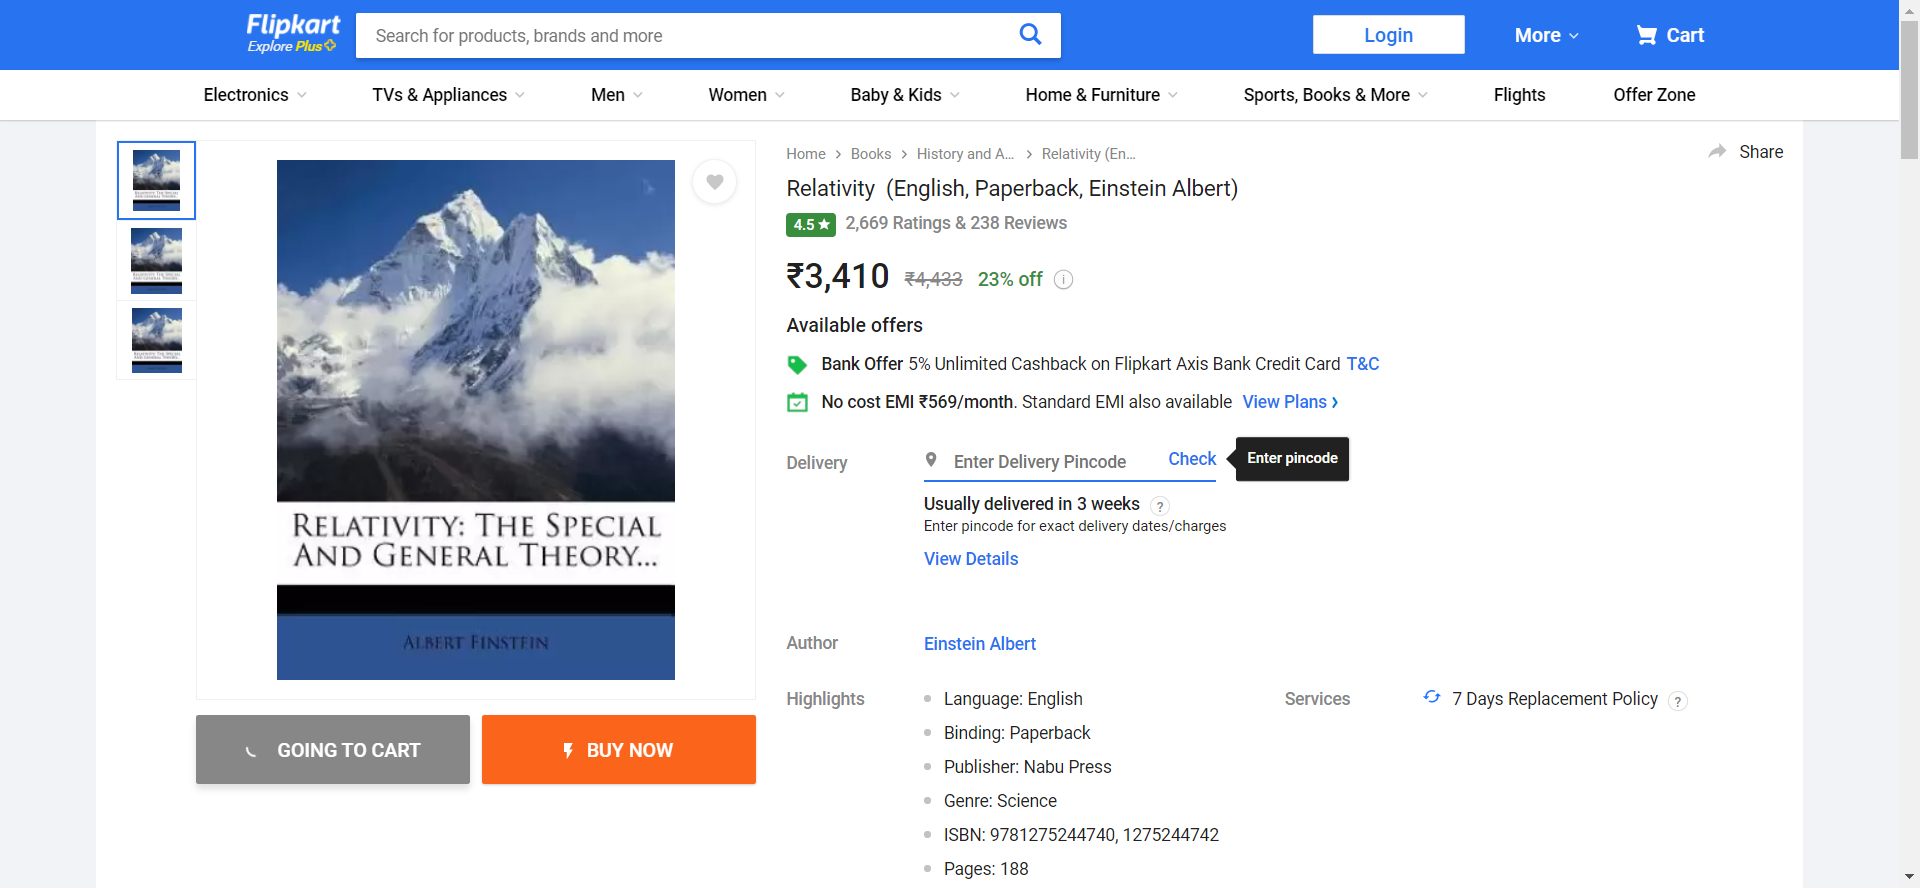 Flipkart
Explore Plus
Search for products, brands and more
Login
More
Cart
Electronics
TVs & Appliances
Men
Women
Baby & Kids
Home & Furniture
Sports, Books & More
Flights
Offer Zone
Home
Books
History and A...
Relativity (En...
Share
Relativity (English, Paperback, Einstein Albert)
4.5
2,669 Ratings & 238 Reviews
₹3,410 ₹4,433 23% off
Available offers
Bank Offer 5% Unlimited Cashback on Flipkart Axis Bank Credit Card T&C
No cost EMI ₹569/month. Standard EMI also available View Plans
Delivery
Enter Delivery Pincode
Check
Enter pincode
Usually delivered in 3 weeks ?
Enter pincode for exact delivery dates/charges
View Details
RELATIVITY: THE SPECIAL
AND GENERAL THEORY...
ALBERT EINSTEIN
Author
Einstein Albert
Highlights
Language: English
Binding: Paperback
Publisher: Nabu Press
Genre: Science
ISBN: 9781275244740, 1275244742
Pages: 188
Services
7 Days Replacement Policy ?
GOING TO CART
BUY NOW